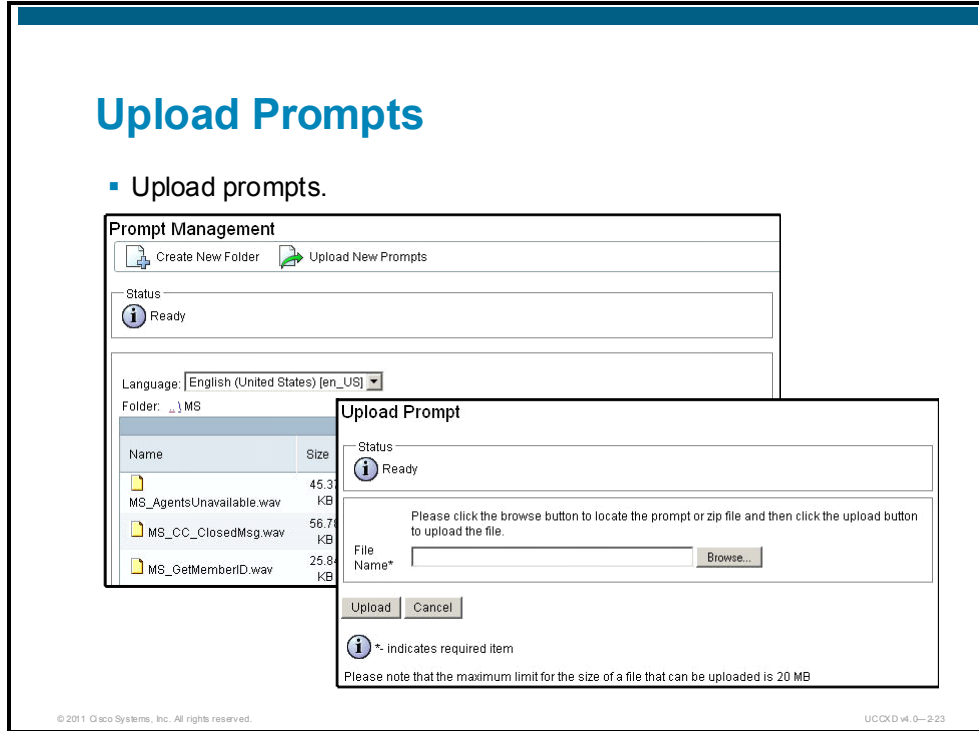 Upload Prompts
Upload prompts.
Prompt Management
Create New Folder
Upload New Prompts
Status
Ready
Language: English (United States) [en_US]
Folder: .. \ MS
Name Size
MS_AgentsUnavailable.wav KB
MS_CC_ClosedMsg.wav KB
MS_GetMemberID.wav KB
Upload Prompt
Status
Ready
Please click the browse button to locate the prompt or zip file and then click the upload button
to upload the file.
File
Name*
Browse...
Upload Cancel
*- indicates required item
Please note that the maximum limit for the size of a file that can be uploaded is 20 MB
© 2011 Cisco Systems, Inc. All rights reserved.
UCCXD v4.0—2-23